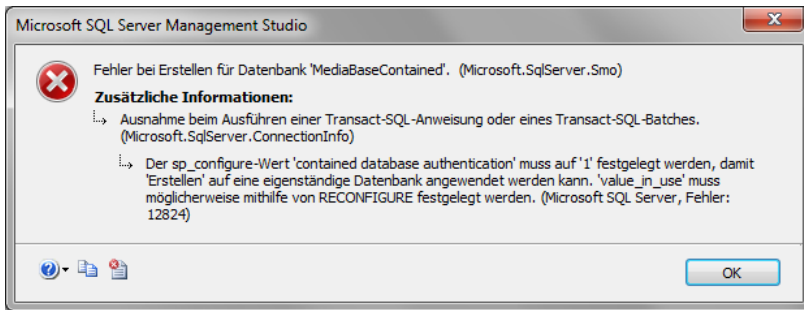 Microsoft SQL Server Management Studio
Fehler bei Erstellen für Datenbank 'MediaBaseContained'. (Microsoft.SqlServer.Smo)
Zusätzliche Informationen:
Ausnahme beim Ausführen einer Transact-SQL-Anweisung oder eines Transact-SQL-Batches.
(Microsoft.SqlServer.ConnectionInfo)
Der sp_configure-Wert 'contained database authentication' muss auf '1' festgelegt werden, damit
'Erstellen' auf eine eigenständige Datenbank angewendet werden kann. 'value_in_use' muss
möglicherweise mithilfe von RECONFIGURE festgelegt werden. (Microsoft SQL Server, Fehler:
12824)
OK